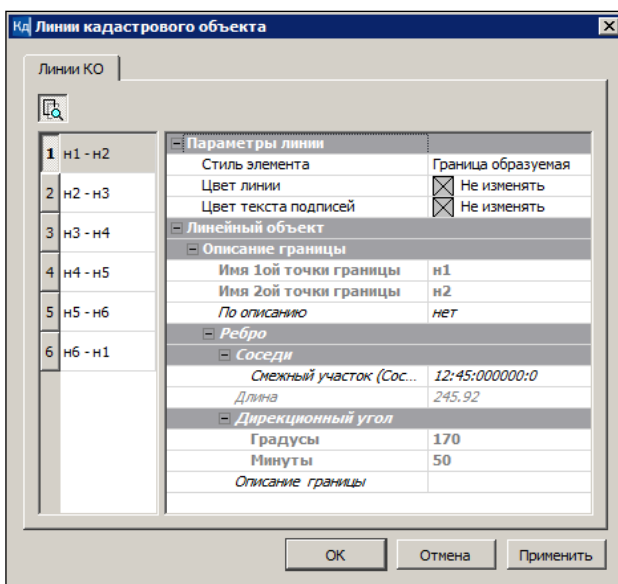 Кд Линии кадастрового объекта
Линии КО
1 н1 - н2
2 н2 - н3
3 н3 - н4
4 н4 - н5
5 н5 - н6
6 н6 - н1
Параметры линии
Стиль элемента Граница образуемая
Цвет линии Не изменять
Цвет текста подписей Не изменять
Линейный объект
Описание границы
Имя 1ой точки границы н1
Имя 2ой точки границы н2
По описанию нет
Ребро
Соседи
Смежный участок (Сос... 12:45:000000:0
Длина 245.92
Дирекционный угол
Градусы 170
Минуты 50
Описание границы
ОК Отмена Применить